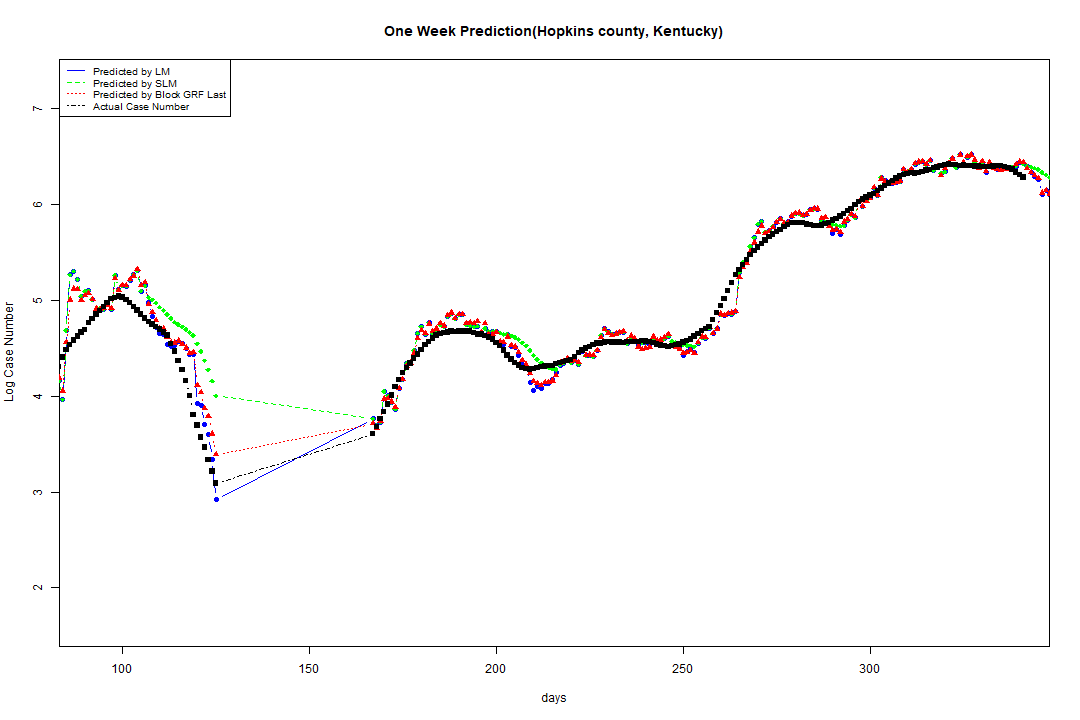 One Week Prediction(Hopkins county, Kentucky)
Predicted by LM
Predicted by SLM
Predicted by Block GRF Last
Actual Case Number
7
6
5
4
3
2
Log Case Number
100 150 200 250 300
days